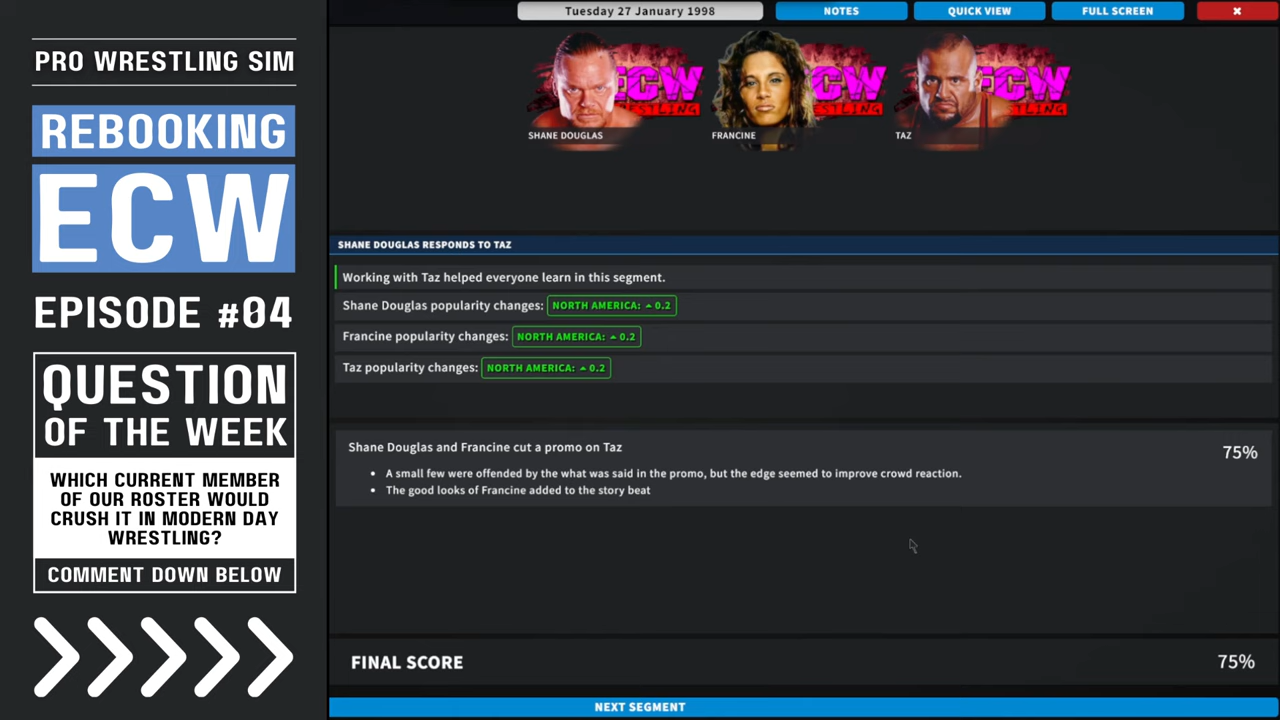 PRO WRESTLING SIM
REBOOKING
ECW
EPISODE #04
QUESTION
OF THE WEEK
WHICH CURRENT MEMBER
OF OUR ROSTER WOULD
CRUSH IT IN MODERN DAY
WRESTLING?
COMMENT DOWN BELOW
Tuesday 27 January 1998
NOTES
QUICK VIEW
FULL SCREEN
SHANE DOUGLAS
FRANCINE
TAZ
SHANE DOUGLAS RESPONDS TO TAZ
Working with Taz helped everyone learn in this segment.
Shane Douglas popularity changes: NORTH AMERICA: 0.2
Francine popularity changes: NORTH AMERICA: 0.2
Taz popularity changes: NORTH AMERICA: 0.2
Shane Douglas and Francine cut a promo on Taz
75%
• A small few were offended by the what was said in the promo, but the edge seemed to improve crowd reaction.
• The good looks of Francine added to the story beat
FINAL SCORE
75%
NEXT SEGMENT